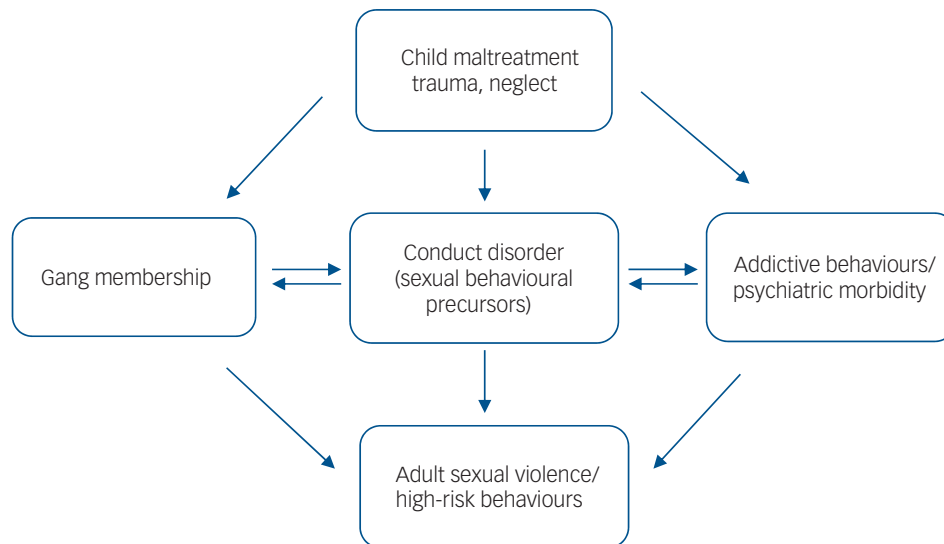 Child maltreatment
trauma, neglect
Gang membership
Conduct disorder
(sexual behavioural
precursors)
Addictive behaviours/
psychiatric morbidity
Adult sexual violence/
high-risk behaviours